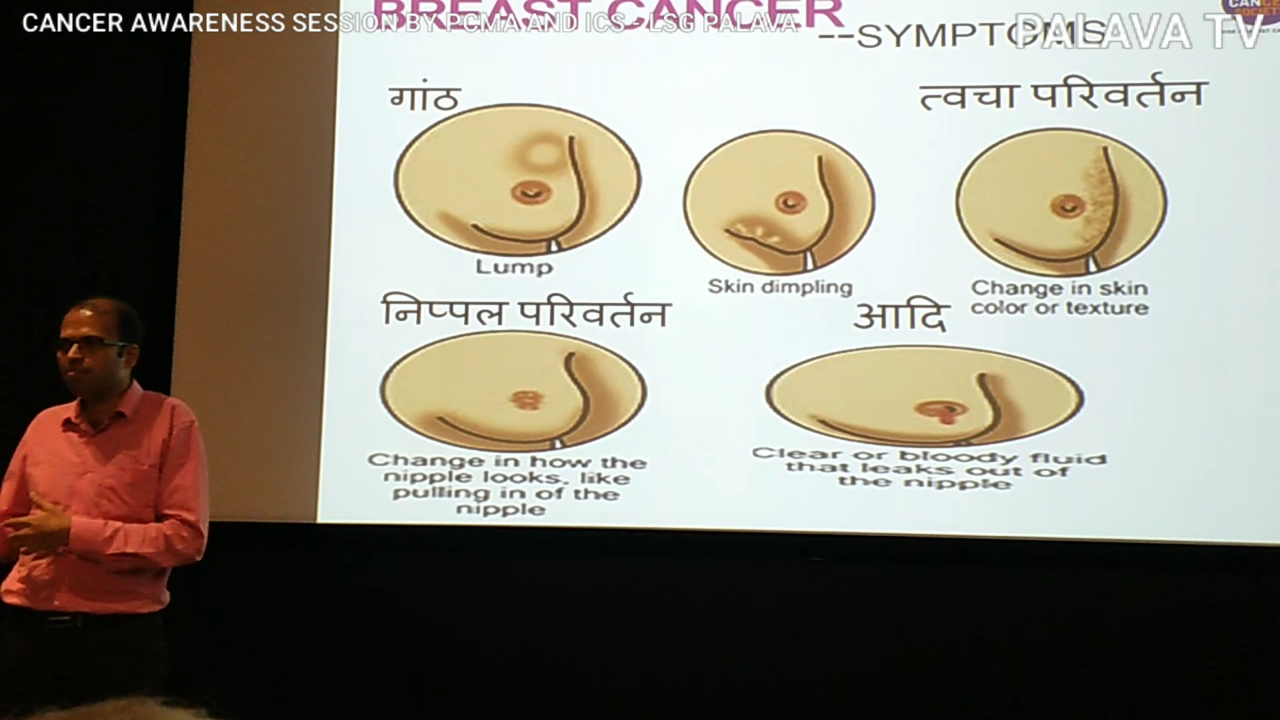 CANCER AWARENESS SESSION BY PCMA AND ICS - LSG PALAVA
PALAVA TV
BREAST CANCER
--SYMPTOMS
CAN
SOCIET
गांठ
त्वचा परिवर्तन
Lump
Skin dimpling
Change in skin
color or texture
निप्पल परिवर्तन
आदि
Change in how the
nipple looks, like
pulling in of the
nipple
Clear or bloody fluid
that leaks out of
the nipple